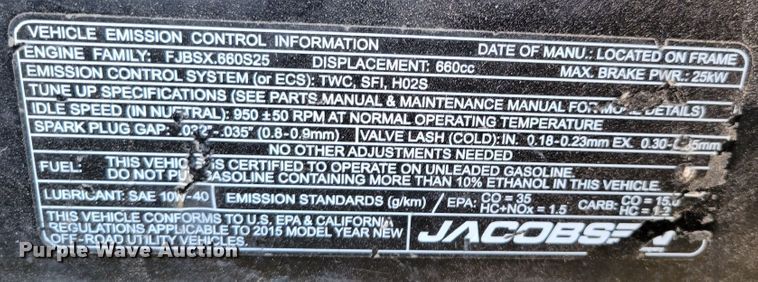 VEHICLE EMISSION CONTROL INFORMATION DATE OF MANU.: LOCATED ON FRAME
ENGINE FAMILY: FJBSX.660S25 DISPLACEMENT: 660cc MAX. BRAKE PWR.: 25kW
EMISSION CONTROL SYSTEM (or ECS): TWC, SFI, H02S
TUNE UP SPECIFICATIONS (SEE PARTS MANUAL & MAINTENANCE MANUAL FOR DETAILS)
IDLE SPEED (IN NEUTRAL): 950 ±50 RPM AT NORMAL OPERATING TEMPERATURE
SPARK PLUG GAP: .032"-.035" (0.8-0.9mm) VALVE LASH (COLD): IN. 0.18-0.23mm EX. 0.30-
NO OTHER ADJUSTMENTS NEEDED
FUEL: THIS VEHICLE IS CERTIFIED TO OPERATE ON UNLEADED GASOLINE.
DO NOT PUT GASOLINE CONTAINING MORE THAN 10% ETHANOL IN THIS VEHICLE.
LUBRICANT: SAE 10W-40 EMISSION STANDARDS (g/km) EPA: CO = 35 CARB: CO = 15.0
HC+NOx = 1.5 HC = 1.2
THIS VEHICLE CONFORMS TO U.S. EPA & CALIFORNIA
REGULATIONS APPLICABLE TO 2015 MODEL YEAR NEW
OFF-ROAD UTILITY VEHICLES.
JACOBSEN
Purple Wave Auction